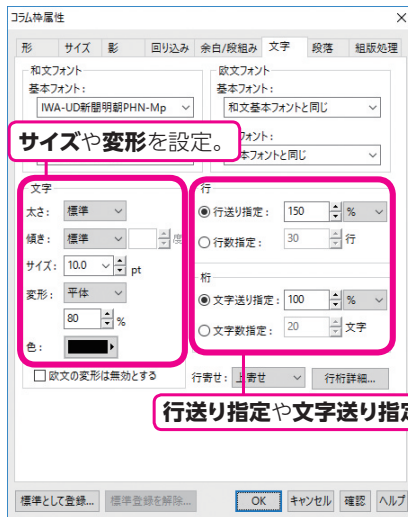 コラム枠属性
形 サイズ 影 回り込み 余白/段組み 文字 段落 組版処理
和文フォント
基本フォント:
IWA-UD新聞明朝PHN-Mp
欧文フォント
基本フォント:
和文基本フォントと同じ
フォント:
本フォントと同じ
サイズや変形を設定。
文字
太さ: 標準
傾き: 標準 度
サイズ: 10.0 pt
変形: 平体
80 %
色:
欧文の変形は無効とする
行
行送り指定: 150 %
行数指定: 30 行
桁
文字送り指定: 100 %
文字数指定: 20 文字
行寄せ: 上寄せ 行桁詳細...
行送り指定や文字送り指定
標準として登録... 標準登録を解除... OK キャンセル 確認 ヘルプ